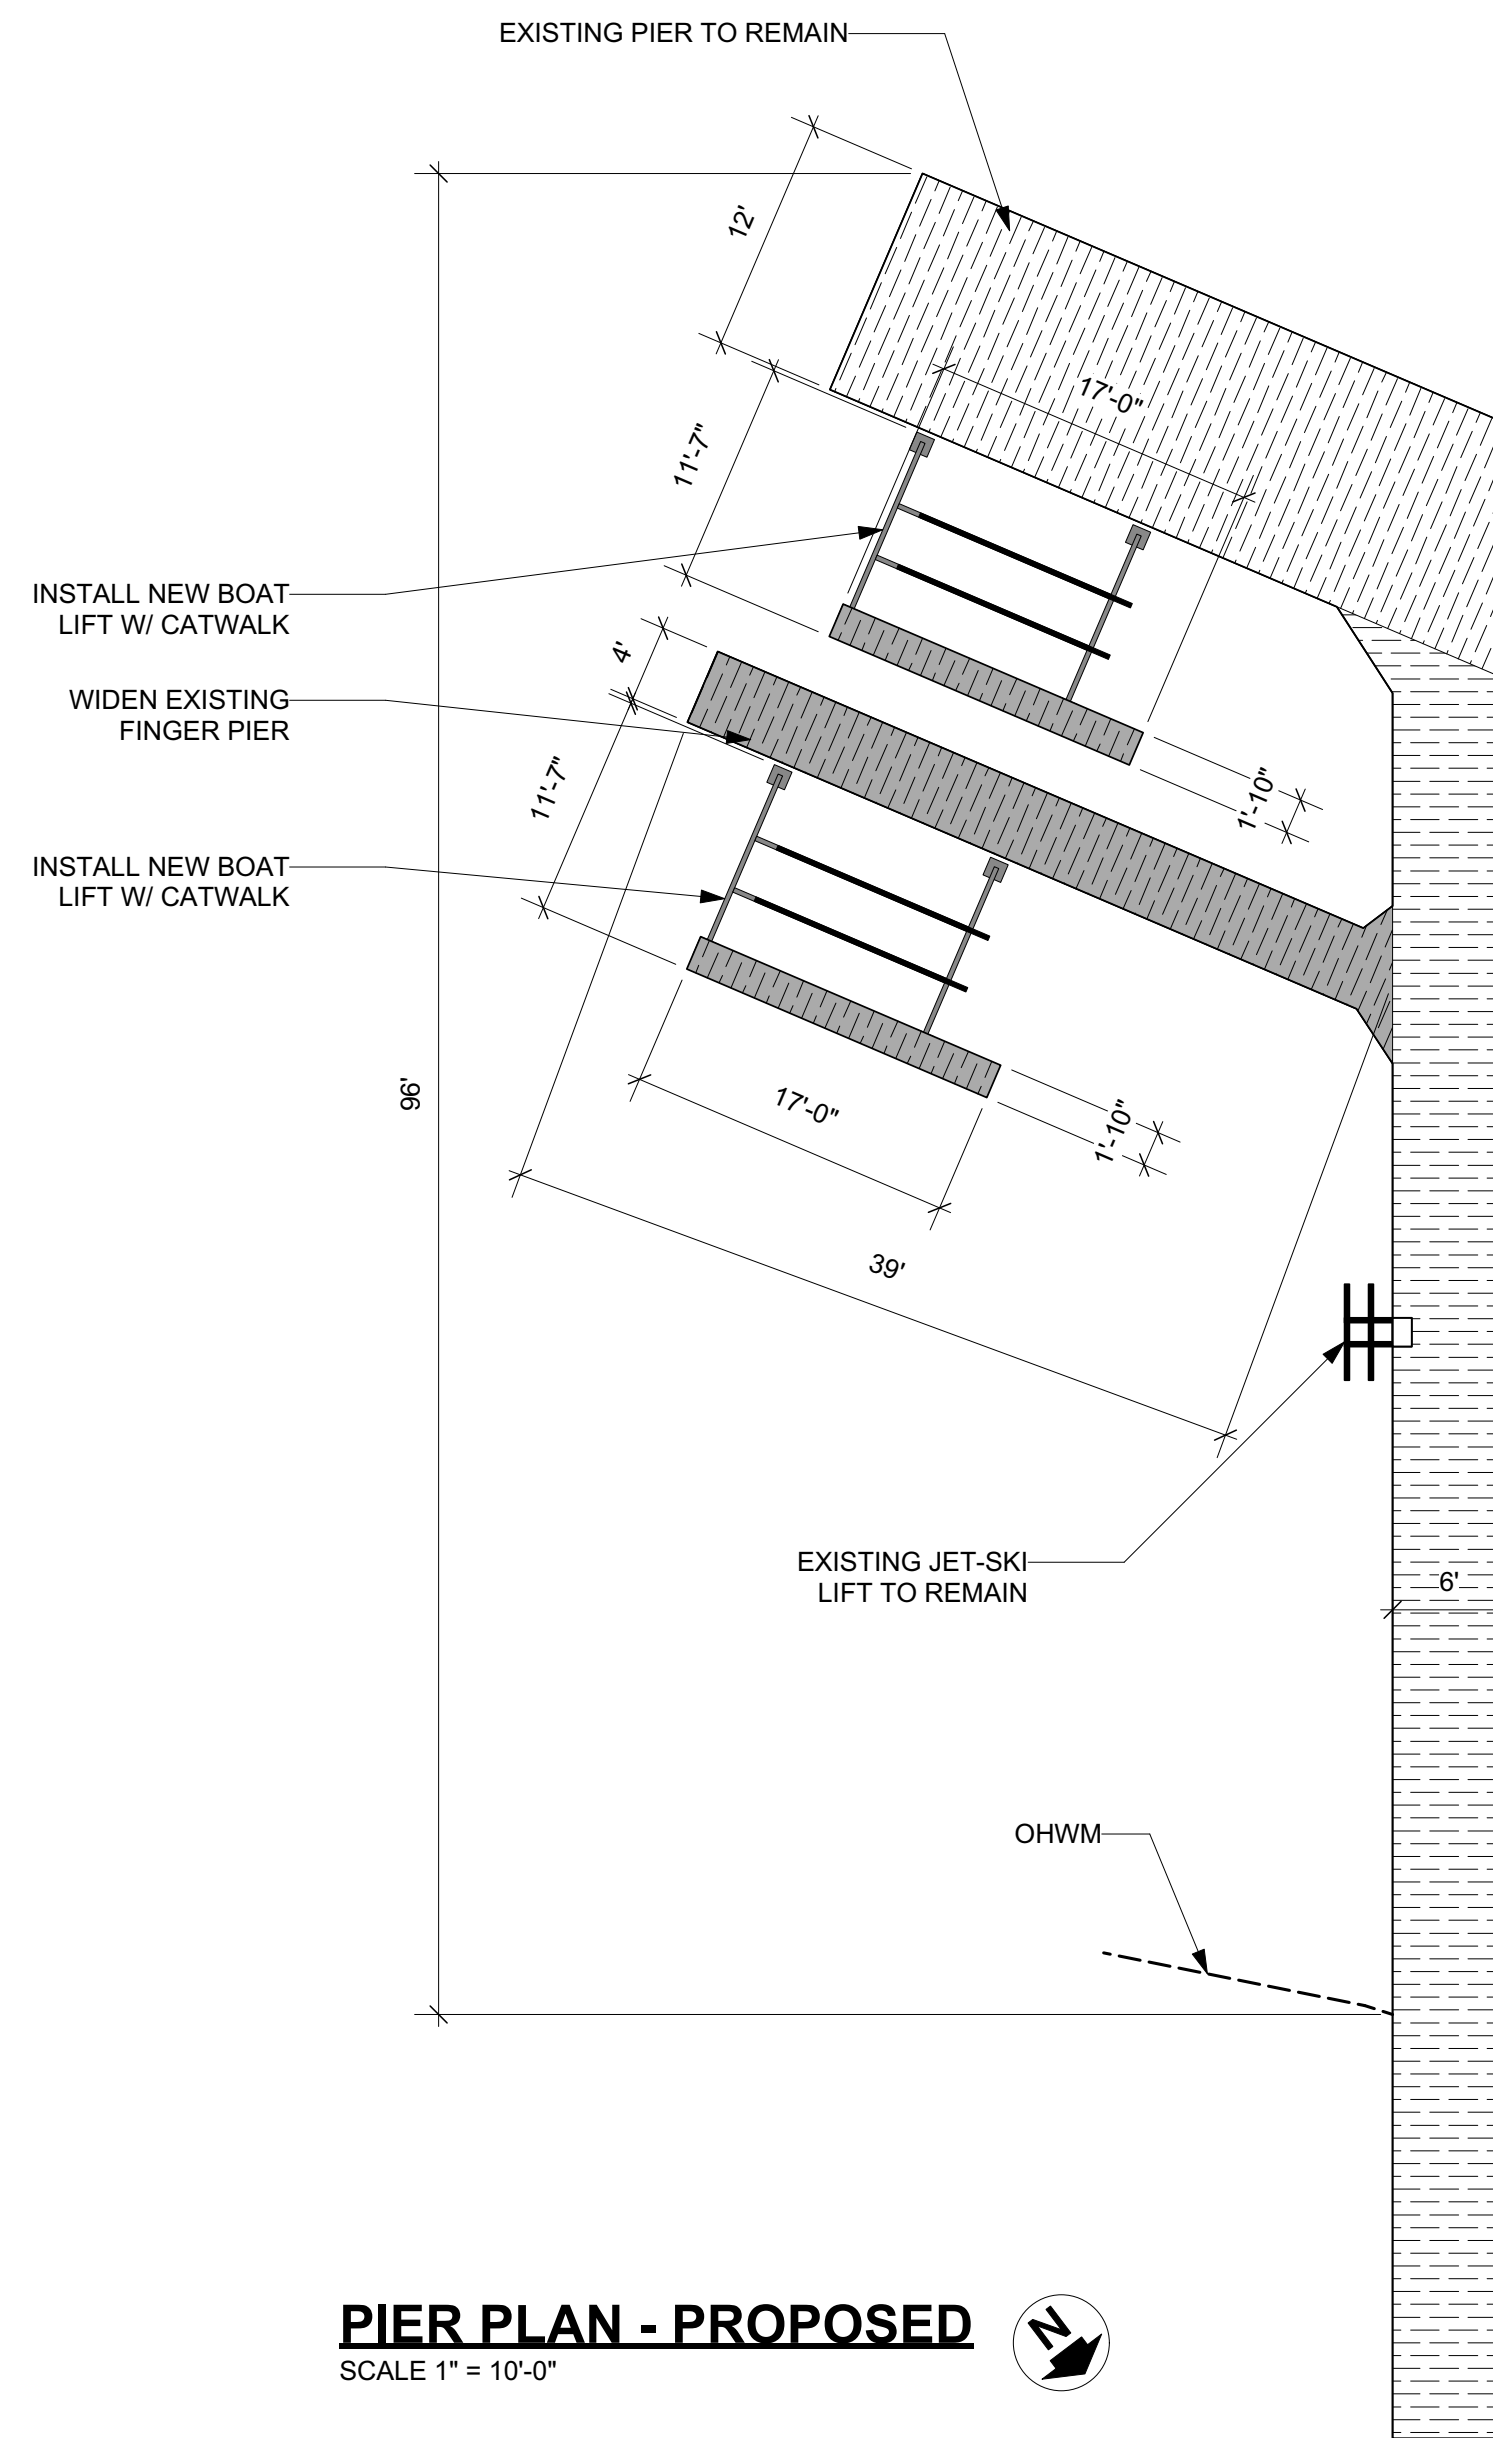 EXISTING PIER TO REMAIN
12'
17'-0"
11'-7"
INSTALL NEW BOAT
LIFT W/ CATWALK
4'
WIDEN EXISTING
FINGER PIER
11'-7"
1'-10"
INSTALL NEW BOAT
LIFT W/ CATWALK
96'
17'-0"
1'-10"
39'
EXISTING JET-SKI
LIFT TO REMAIN
6'
OHWM
PIER PLAN - PROPOSED
N
SCALE 1" = 10'-0"